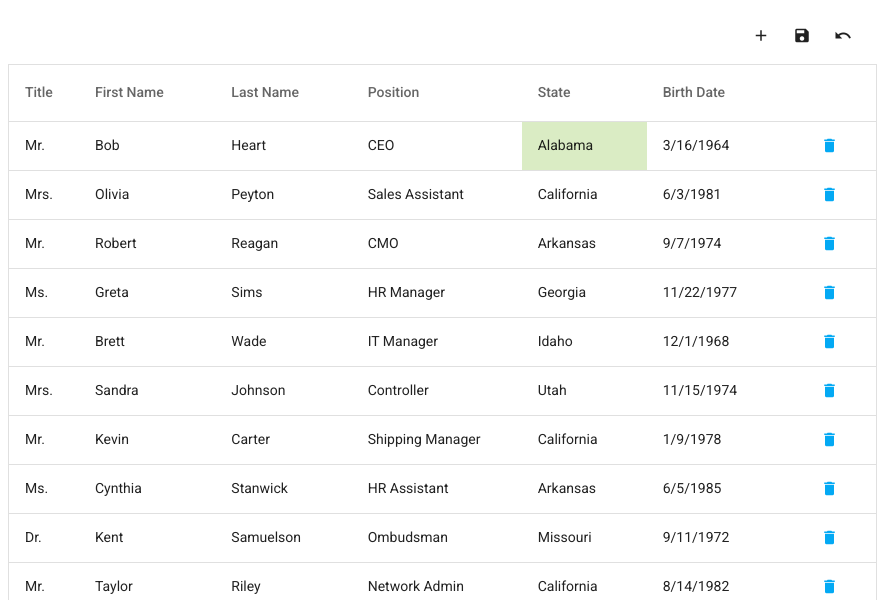 Title First Name Last Name Position State Birth Date
Mr. Bob Heart CEO Alabama 3/16/1964
Mrs. Olivia Peyton Sales Assistant California 6/3/1981
Mr. Robert Reagan CMO Arkansas 9/7/1974
Ms. Greta Sims HR Manager Georgia 11/22/1977
Mr. Brett Wade IT Manager Idaho 12/1/1968
Mrs. Sandra Johnson Controller Utah 11/15/1974
Mr. Kevin Carter Shipping Manager California 1/9/1978
Ms. Cynthia Stanwick HR Assistant Arkansas 6/5/1985
Dr. Kent Samuelson Ombudsman Missouri 9/11/1972
Mr. Taylor Riley Network Admin California 8/14/1982